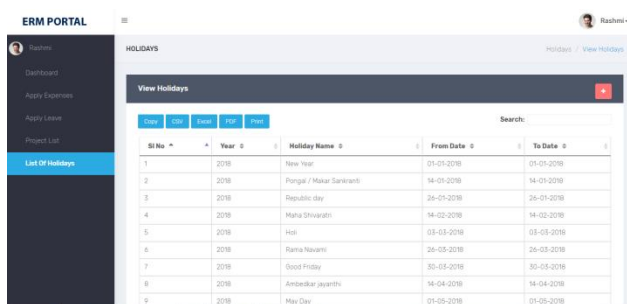 ERM PORTAL
Rashmi
Rashmi
HOLIDAYS
Holidays / View Holidays
Dashboard
Apply Expenses
Apply Leave
Project List
List Of Holidays
View Holidays
+
Copy CSV Excel PDF Print
Search:
Sl No Year Holiday Name From Date To Date
1 2018 New Year 01-01-2018 01-01-2018
2 2018 Pongal / Makar Sankranti 14-01-2018 14-01-2018
3 2018 Republic day 26-01-2018 26-01-2018
4 2018 Maha Shivaratri 14-02-2018 14-02-2018
5 2018 Holi 03-03-2018 03-03-2018
6 2018 Rama Navami 26-03-2018 26-03-2018
7 2018 Good Friday 30-03-2018 30-03-2018
8 2018 Ambedkar jayanthi 14-04-2018 14-04-2018
9 2018 May Day 01-05-2018 01-05-2018